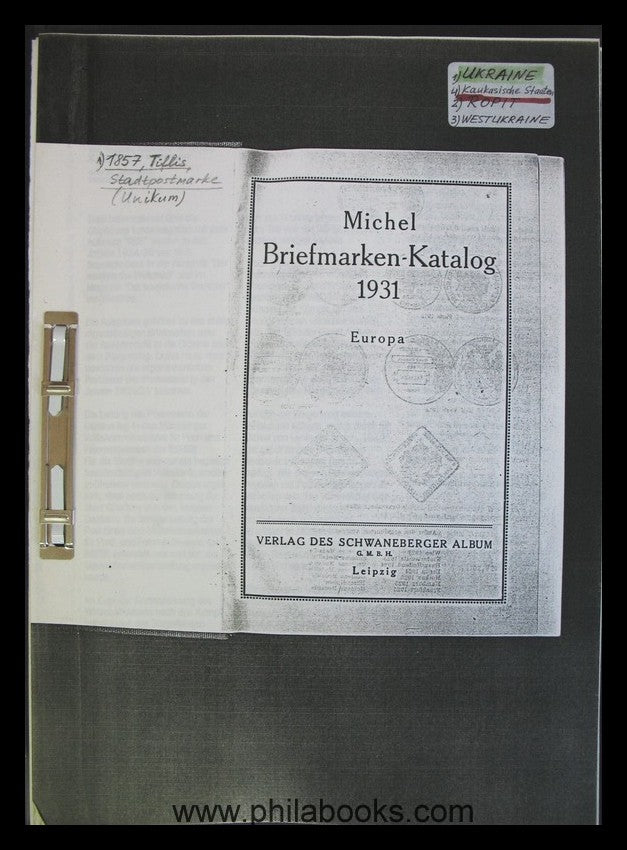 1) UKRAINE
4) Kaukasische Staaten
2) ROPIT
3) WESTUKRAINE
1) 1857, Tiflis,
Stadtpostmarke
(Unikum)
Michel
Briefmarken-Katalog
1931
Europa
VERLAG DES SCHWANEBERGER ALBUM
G. M. B. H.
Leipzig
www.philabooks.com